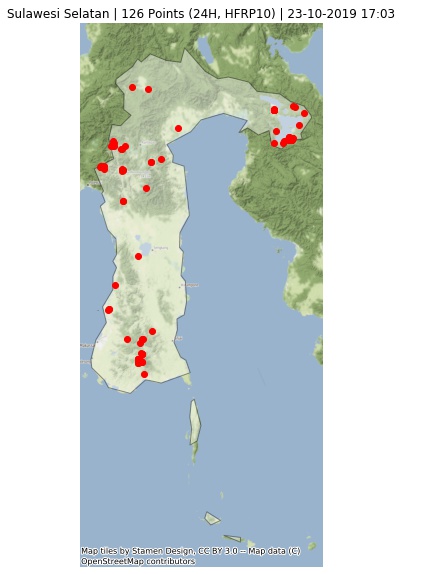 Sulawesi Selatan | 126 Points (24H, HFRP10) | 23-10-2019 17:03
Map tiles by Stamen Design, CC BY 3.0 -- Map data (C)
OpenStreetMap contributors